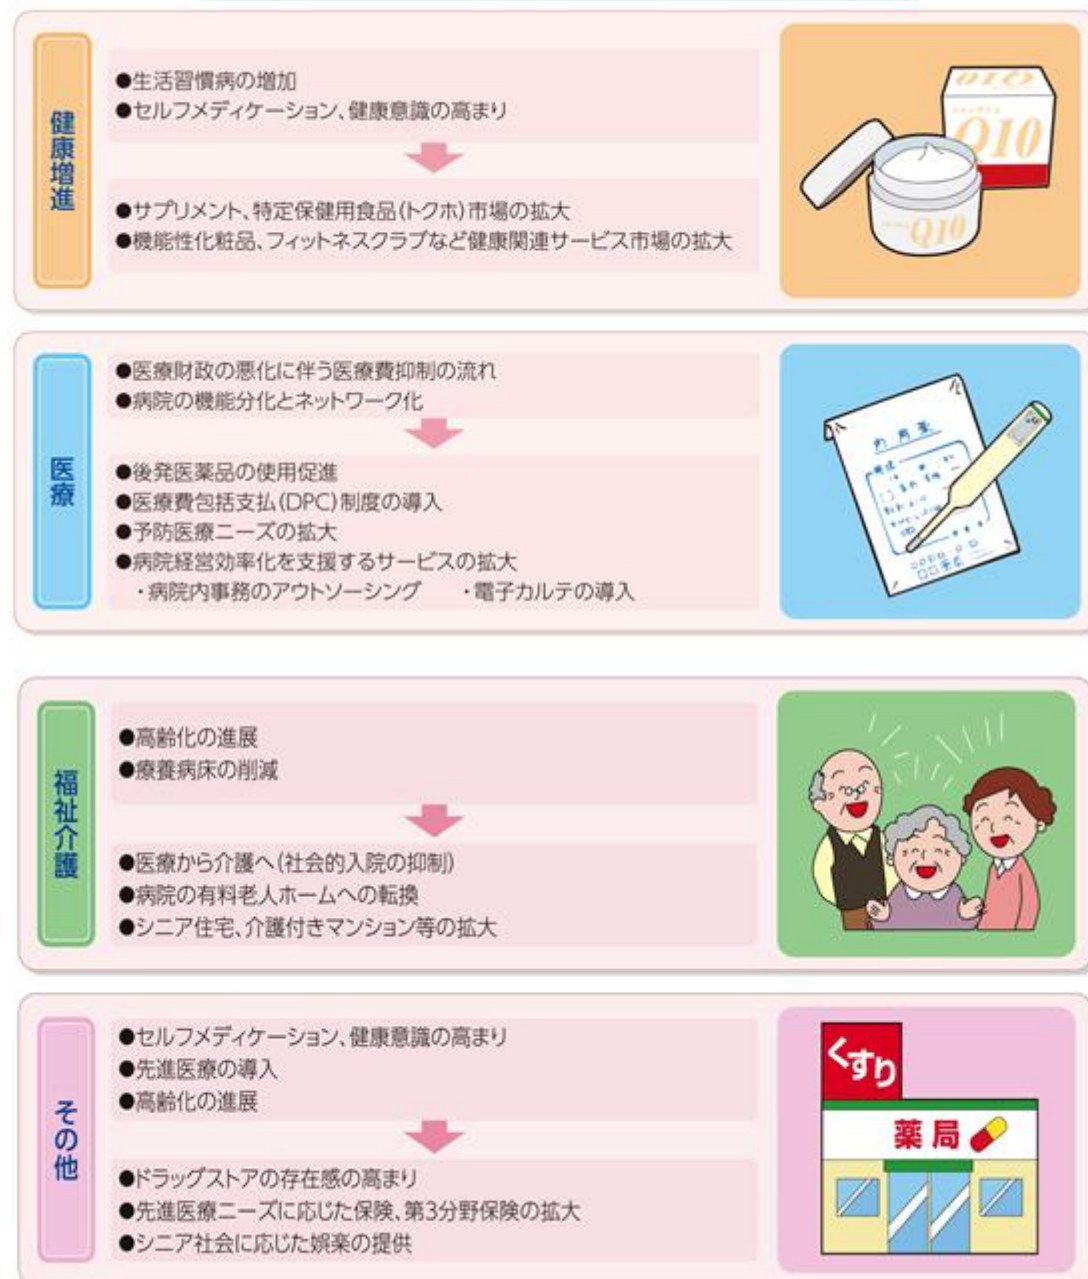 健康増進
●生活習慣病の増加
●セルフメディケーション、健康意識の高まり
●サプリメント、特定保健用食品(トクホ)市場の拡大
●機能性化粧品、フィットネスクラブなど健康関連サービス市場の拡大
Q10
Q10
Q10
医療
●医療財政の悪化に伴う医療費抑制の流れ
●病院の機能分化とネットワーク化
●後発医薬品の使用促進
●医療費包括支払(DPC)制度の導入
●予防医療ニーズの拡大
●病院経営効率化を支援するサービスの拡大
・病院内事務のアウトソーシング ・電子カルテの導入
内用薬
福祉介護
●高齢化の進展
●療養病床の削減
●医療から介護へ(社会的入院の抑制)
●病院の有料老人ホームへの転換
●シニア住宅、介護付きマンション等の拡大
その他
●セルフメディケーション、健康意識の高まり
●先進医療の導入
●高齢化の進展
●ドラッグストアの存在感の高まり
●先進医療ニーズに応じた保険、第3分野保険の拡大
●シニア社会に応じた娯楽の提供
くすり
薬局